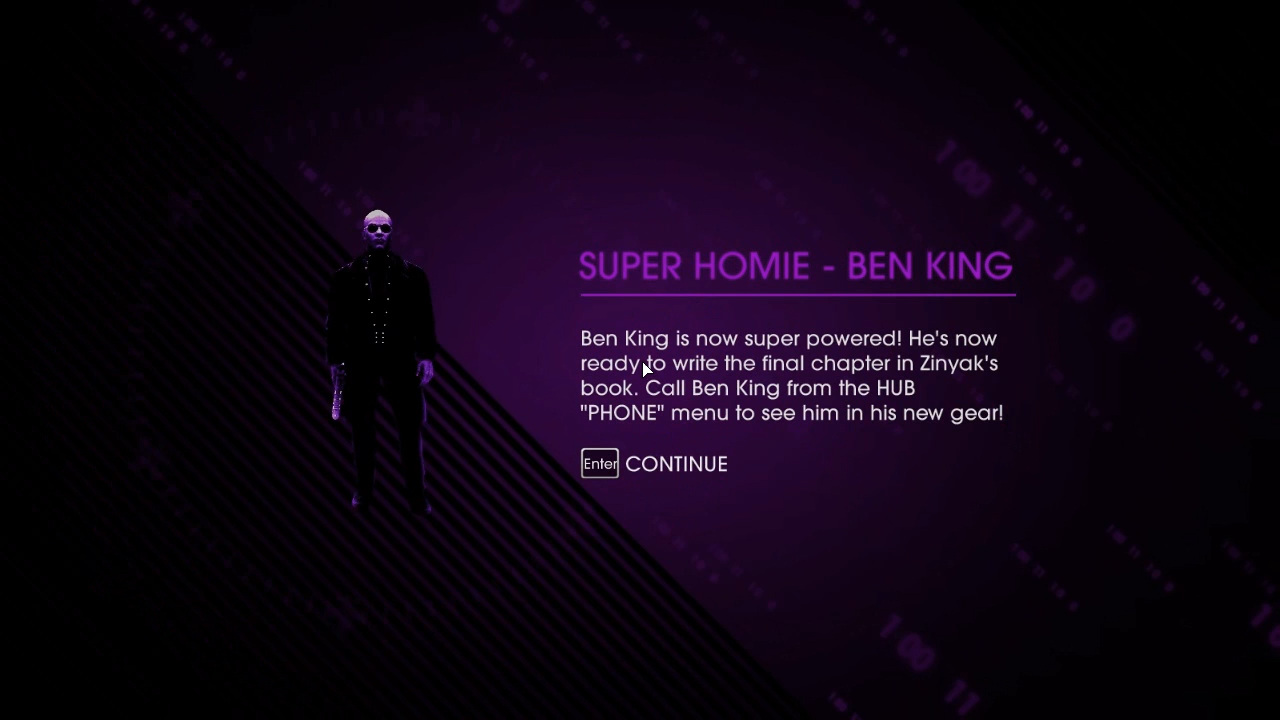 SUPER HOMIE - BEN KING
Ben King is now super powered! He's now
ready to write the final chapter in Zinyak's
book. Call Ben King from the HUB
"PHONE" menu to see him in his new gear!
Enter CONTINUE